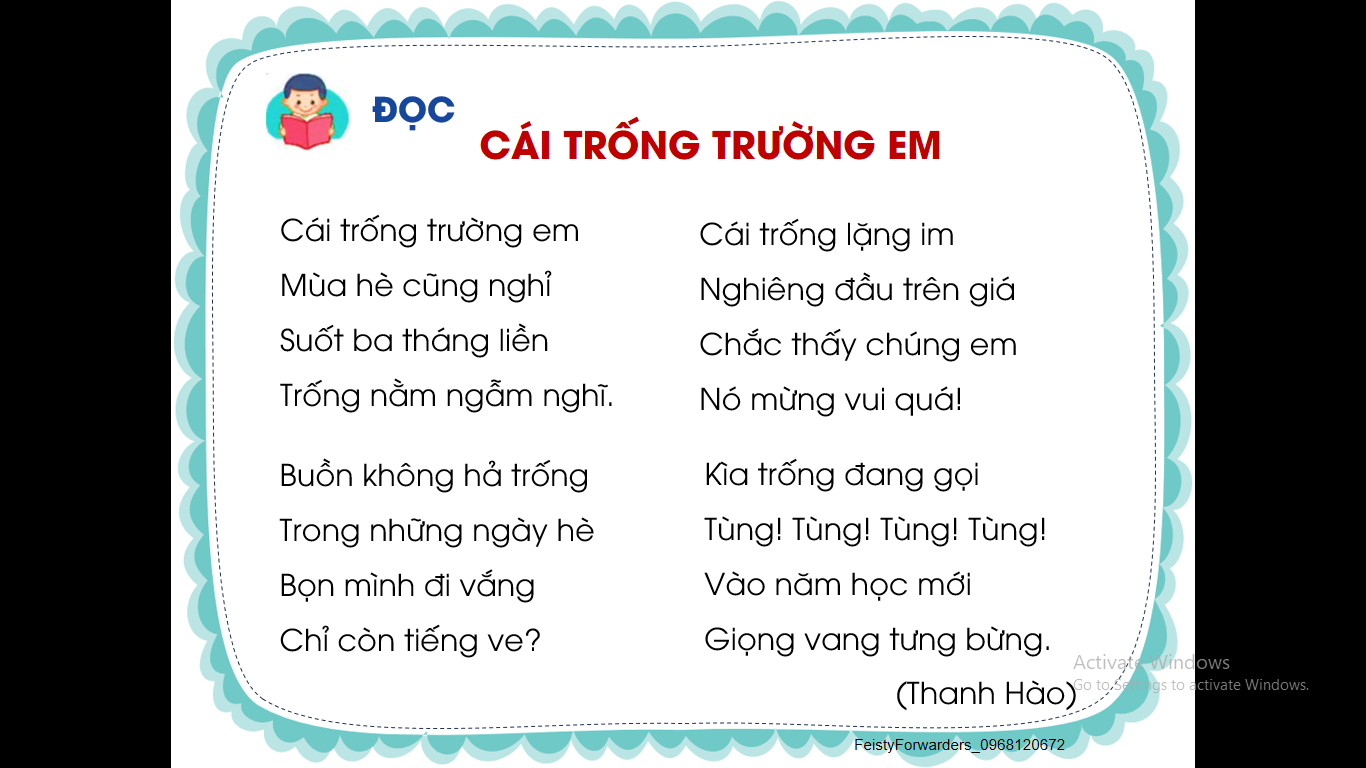 ĐỌC
CÁI TRỐNG TRƯỜNG EM
Cái trống trường em
Mùa hè cũng nghỉ
Suốt ba tháng liền
Trống nằm ngẫm nghĩ.
Buồn không hả trống
Trong những ngày hè
Bọn mình đi vắng
Chỉ còn tiếng ve?
Cái trống lặng im
Nghiêng đầu trên giá
Chắc thấy chúng em
Nó mừng vui quá!
Kìa trống đang gọi
Tùng! Tùng! Tùng! Tùng!
Vào năm học mới
Giọng vang tưng bừng.
(Thanh Hào)
Activate Windows
Go to Settings to activate Windows.
FeistyForwarders_0968120672